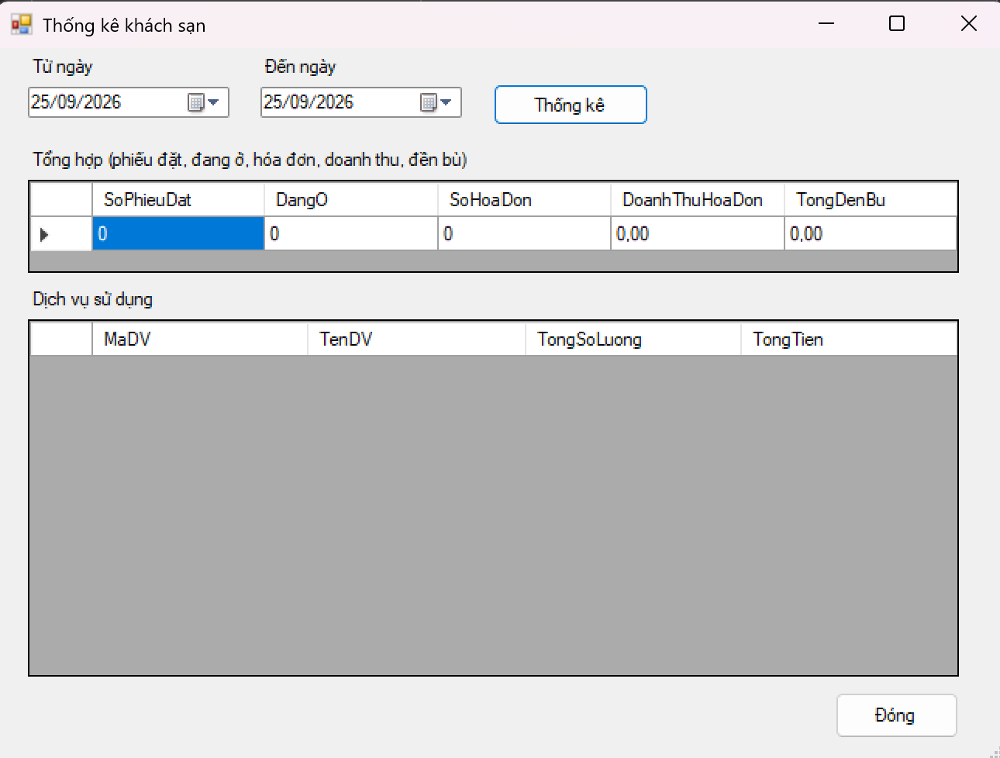 Thống kê khách sạn
Từ ngày Đến ngày
25/09/2026 25/09/2026 Thống kê
Tổng hợp (phiếu đặt, đang ở, hóa đơn, doanh thu, đền bù)
SoPhieuDat DangO SoHoaDon DoanhThuHoaDon TongDenBu
0 0 0 0,00 0,00
Dịch vụ sử dụng
MaDV TenDV TongSoLuong TongTien
Đóng